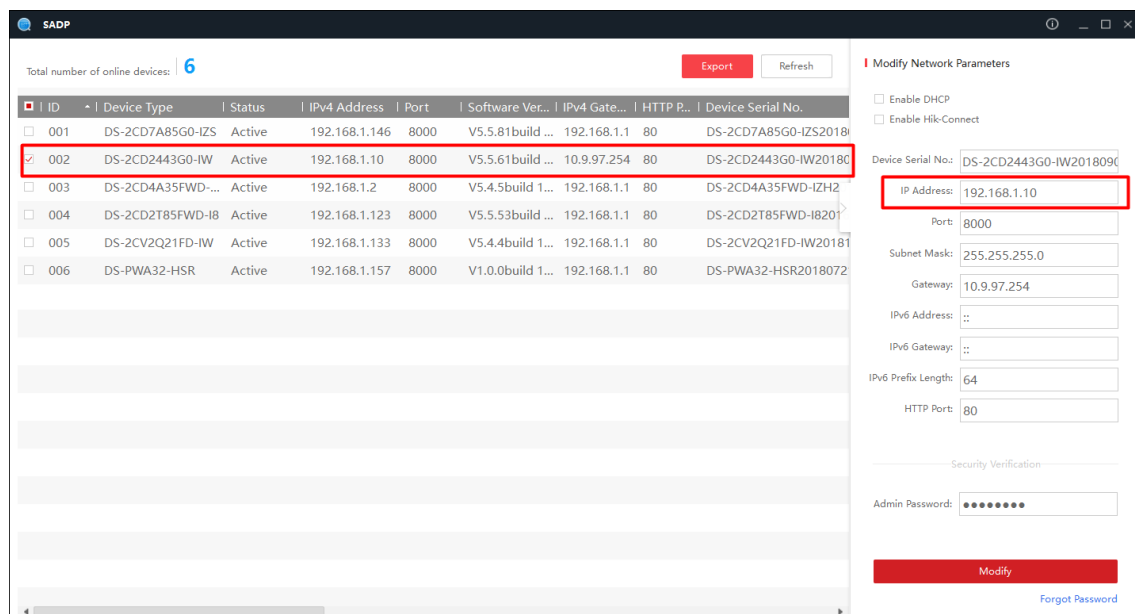 SADP
Total number of online devices: 6
Export Refresh
ID Device Type Status IPv4 Address Port Software Ver... IPv4 Gate... HTTP P... Device Serial No.
001 DS-2CD7A85G0-IZS Active 192.168.1.146 8000 V5.5.81build ... 192.168.1.1 80 DS-2CD7A85G0-IZS2018
002 DS-2CD2443G0-IW Active 192.168.1.10 8000 V5.5.61build ... 10.9.97.254 80 DS-2CD2443G0-IW20180
003 DS-2CD4A35FWD-... Active 192.168.1.2 8000 V5.4.5build 1... 192.168.1.1 80 DS-2CD4A35FWD-IZH2
004 DS-2CD2T85FWD-I8 Active 192.168.1.123 8000 V5.5.53build ... 192.168.1.1 80 DS-2CD2T85FWD-I8201
005 DS-2CV2Q21FD-IW Active 192.168.1.133 8000 V5.4.4build 1... 192.168.1.1 80 DS-2CV2Q21FD-IW20181
006 DS-PWA32-HSR Active 192.168.1.157 8000 V1.0.0build 1... 192.168.1.1 80 DS-PWA32-HSR2018072
Modify Network Parameters
Enable DHCP
Enable Hik-Connect
Device Serial No.: DS-2CD2443G0-IW2018090
IP Address: 192.168.1.10
Port: 8000
Subnet Mask: 255.255.255.0
Gateway: 10.9.97.254
IPv6 Address: ::
IPv6 Gateway: ::
IPv6 Prefix Length: 64
HTTP Port: 80
Security Verification
Admin Password: ●●●●●●●●
Modify
Forgot Password